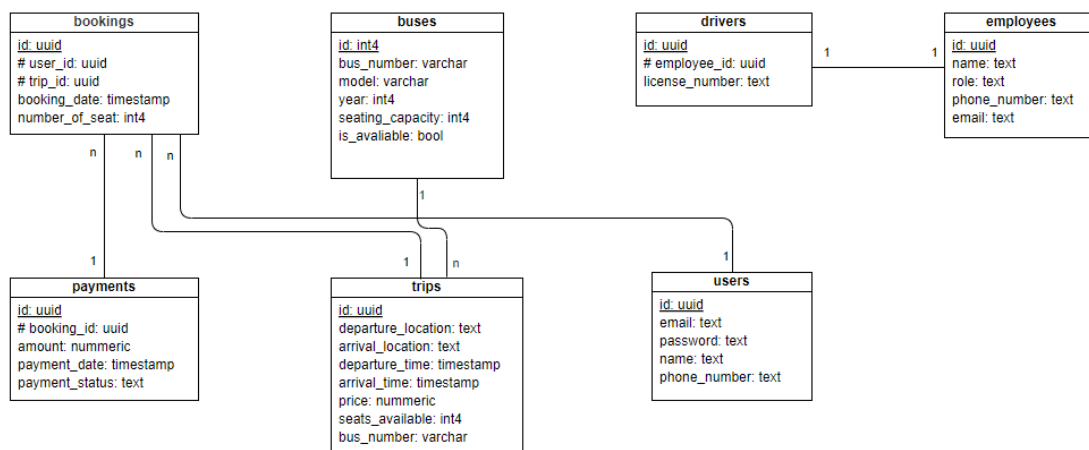 bookings
id: uuid
# user_id: uuid
# trip_id: uuid
booking_date: timestamp
number_of_seat: int4
buses
id: int4
bus_number: varchar
model: varchar
year: int4
seating_capacity: int4
is_avaliable: bool
drivers
id: uuid
# employee_id: uuid
license_number: text
employees
id: uuid
name: text
role: text
phone_number: text
email: text
1
1
n
n
n
1
1
1
n
1
payments
id: uuid
# booking_id: uuid
amount: nummeric
payment_date: timestamp
payment_status: text
trips
id: uuid
departure_location: text
arrival_location: text
departure_time: timestamp
arrival_time: timestamp
price: nummeric
seats_available: int4
bus_number: varchar
users
id: uuid
email: text
password: text
name: text
phone_number: text